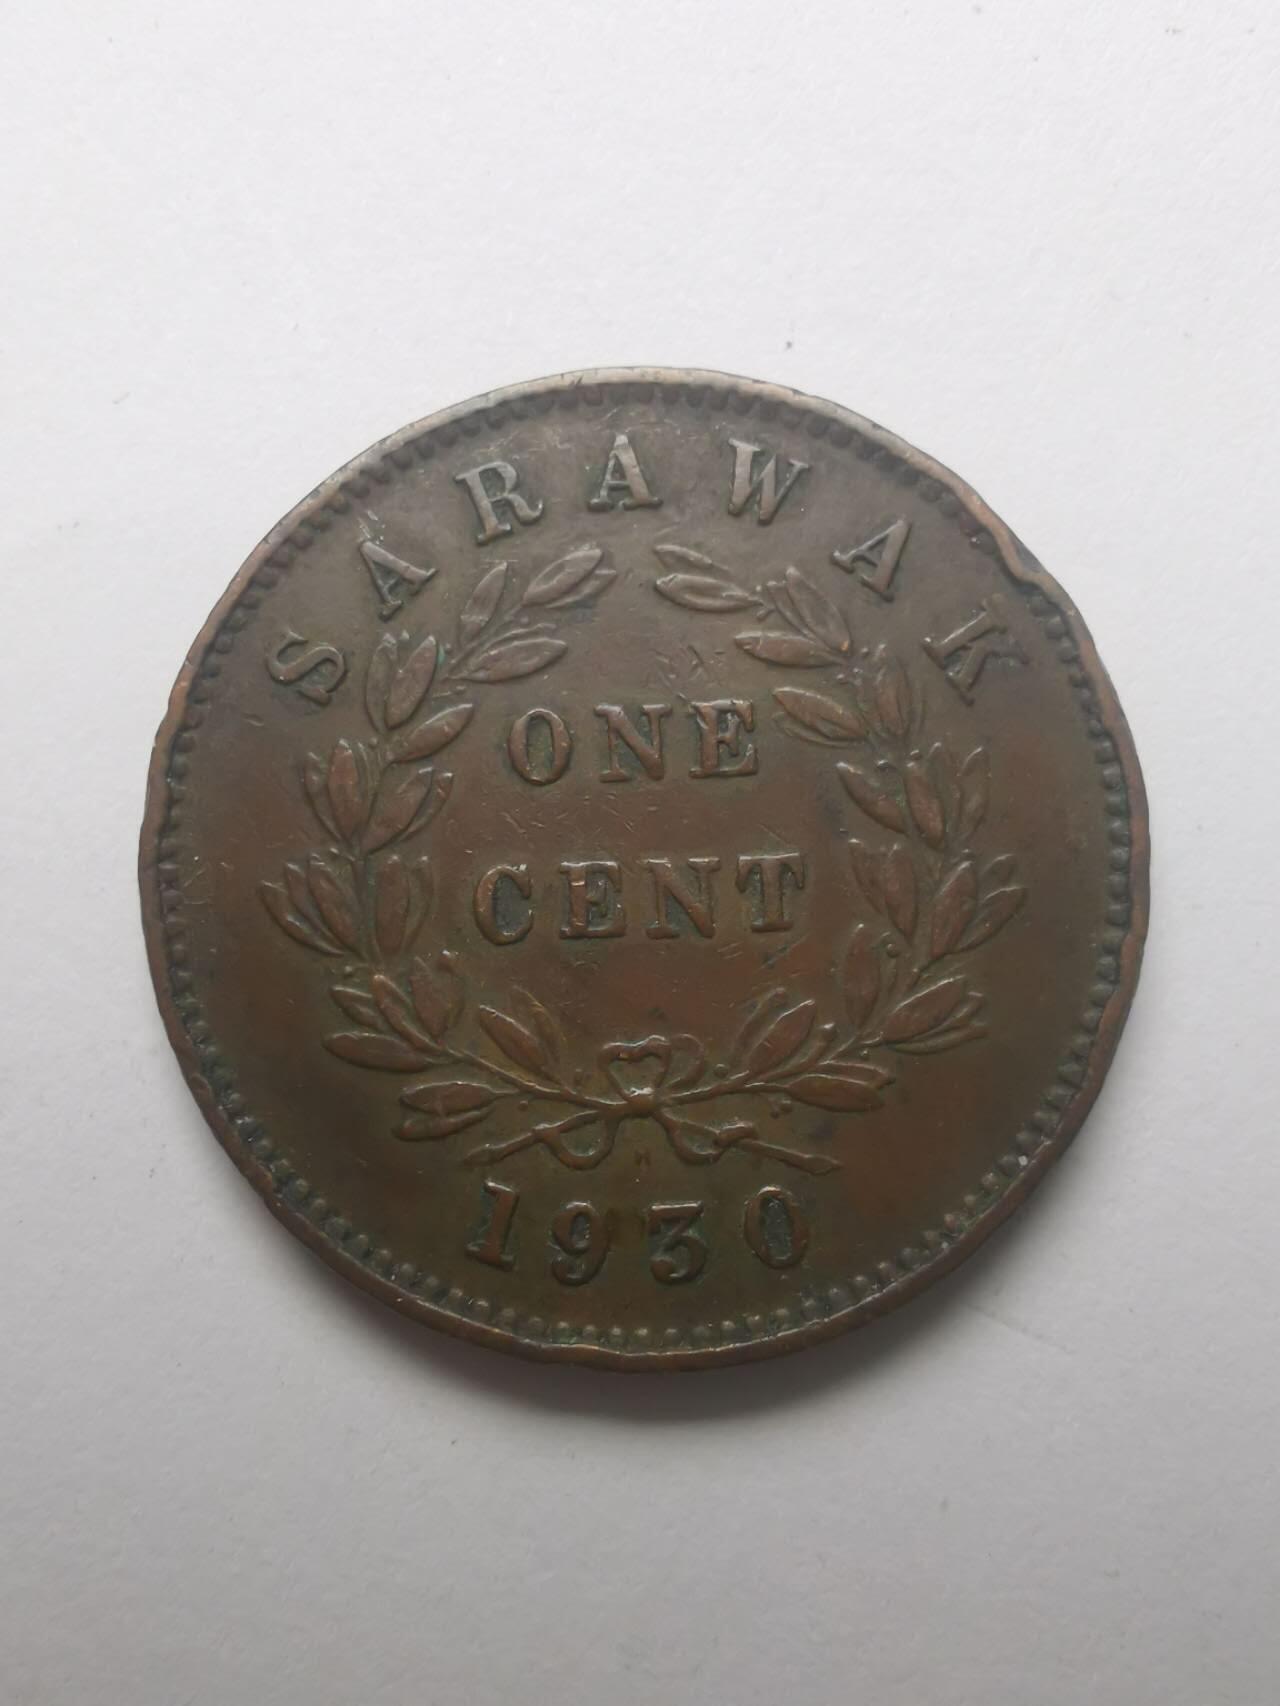 SARAWAK
ONE
CENT
H
1930